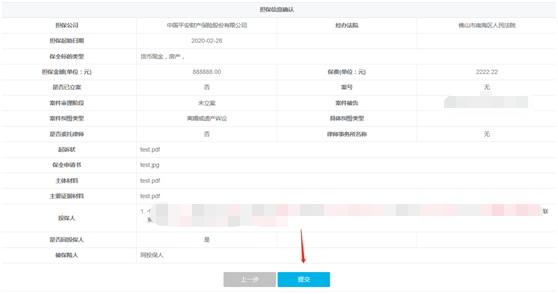 担保信息确认
担保公司 中国平安财产保险股份有限公司 经办法院 佛山市南海区人民法院
担保起始日期 2020-02-26
保全标的类型 货币现金，房产，
担保金额(单位：元) 888888.00 保费(单位：元) 2222.22
是否已立案 否 案号 无
案件审理阶段 未立案 案件被告
案件纠纷类型 离婚或遗产诉讼 具体纠纷类型
是否委托律师 否 律师事务所名称 无
起诉状 test.pdf
保全申请书 test.jpg
主体材料 test.pdf
主要证据材料 test.pdf
投保人 1. 联
系
是否同投保人 是
被保险人 同投保人
上一步 提交